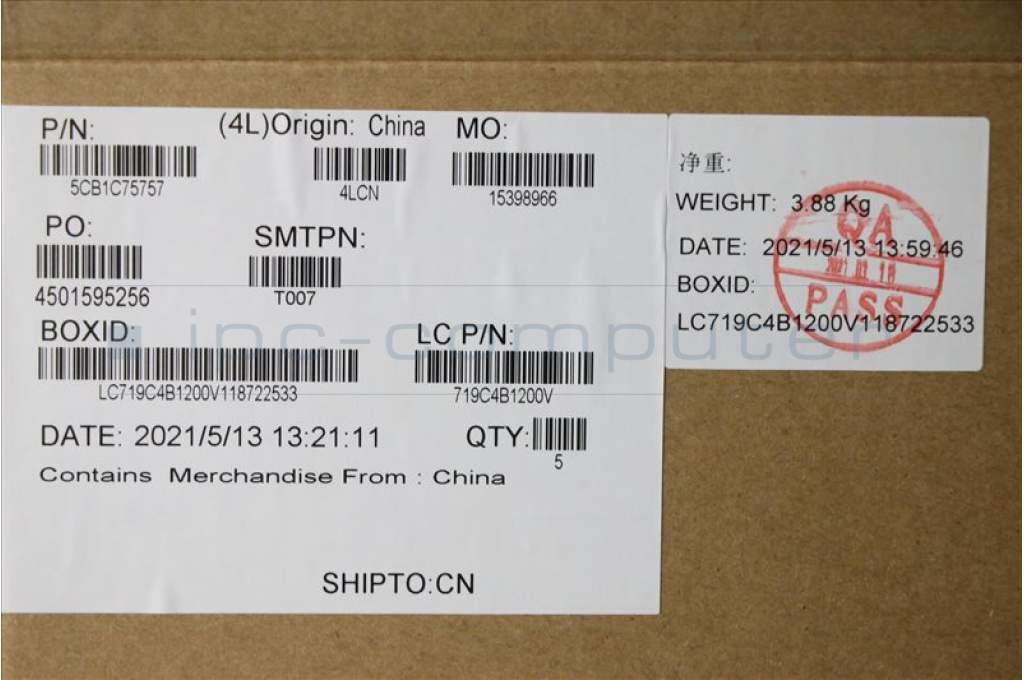 P/N: (4L)Origin: China MO:
5CB1C75757 4LCN 15398966
PO: SMTPN:
4501595256 T007
BOXID: LC P/N:
LC719C4B1200V118722533 719C4B1200V
DATE: 2021/5/13 13:21:11 QTY:
5
Contains Merchandise From : China
SHIPTO:CN
净重:
WEIGHT: 3.88 Kg
DATE: 2021/5/13 13:59:46
BOXID:
LC719C4B1200V118722533
QA
PASS
ipc-computer